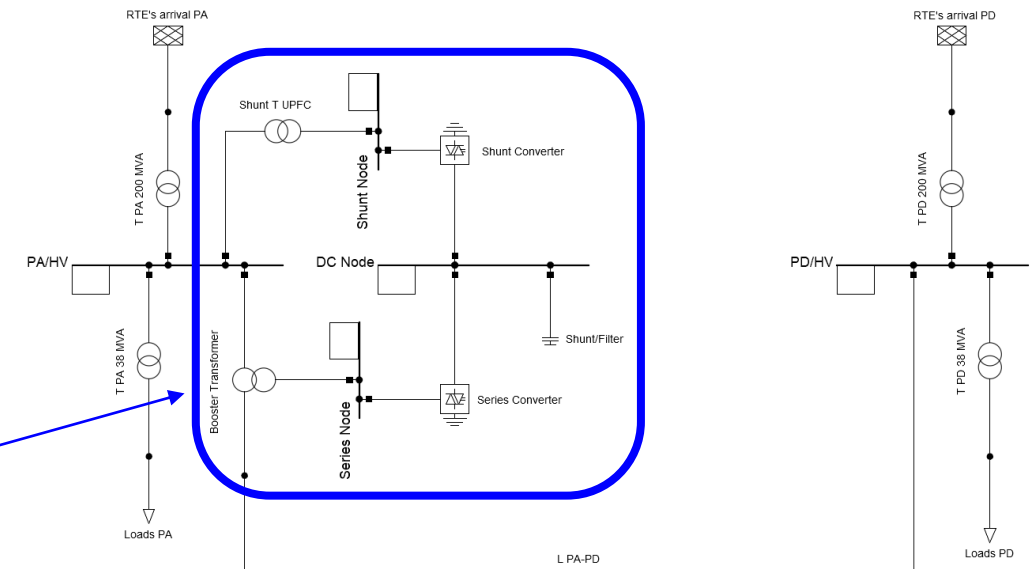 RTE's arrival PA
RTE's arrival PD
Shunt T UPFC
Shunt Converter
Shunt Node
T PA 200 MVA
T PD 200 MVA
PA/HV
DC Node
PD/HV
T PA 38 MVA
Booster Transformer
Shunt/Filter
T PD 38 MVA
Series Converter
Series Node
Loads PA
L PA-PD
Loads PD